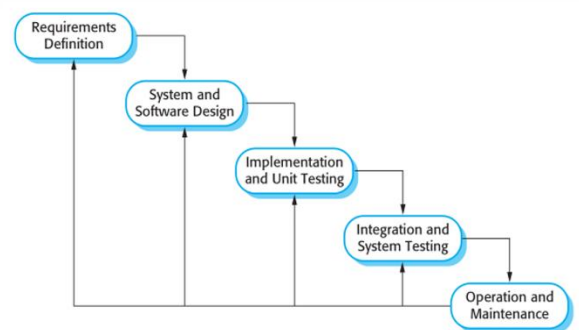 Requirements
Definition
System and
Software Design
Implementation
and Unit Testing
Integration and
System Testing
Operation and
Maintenance